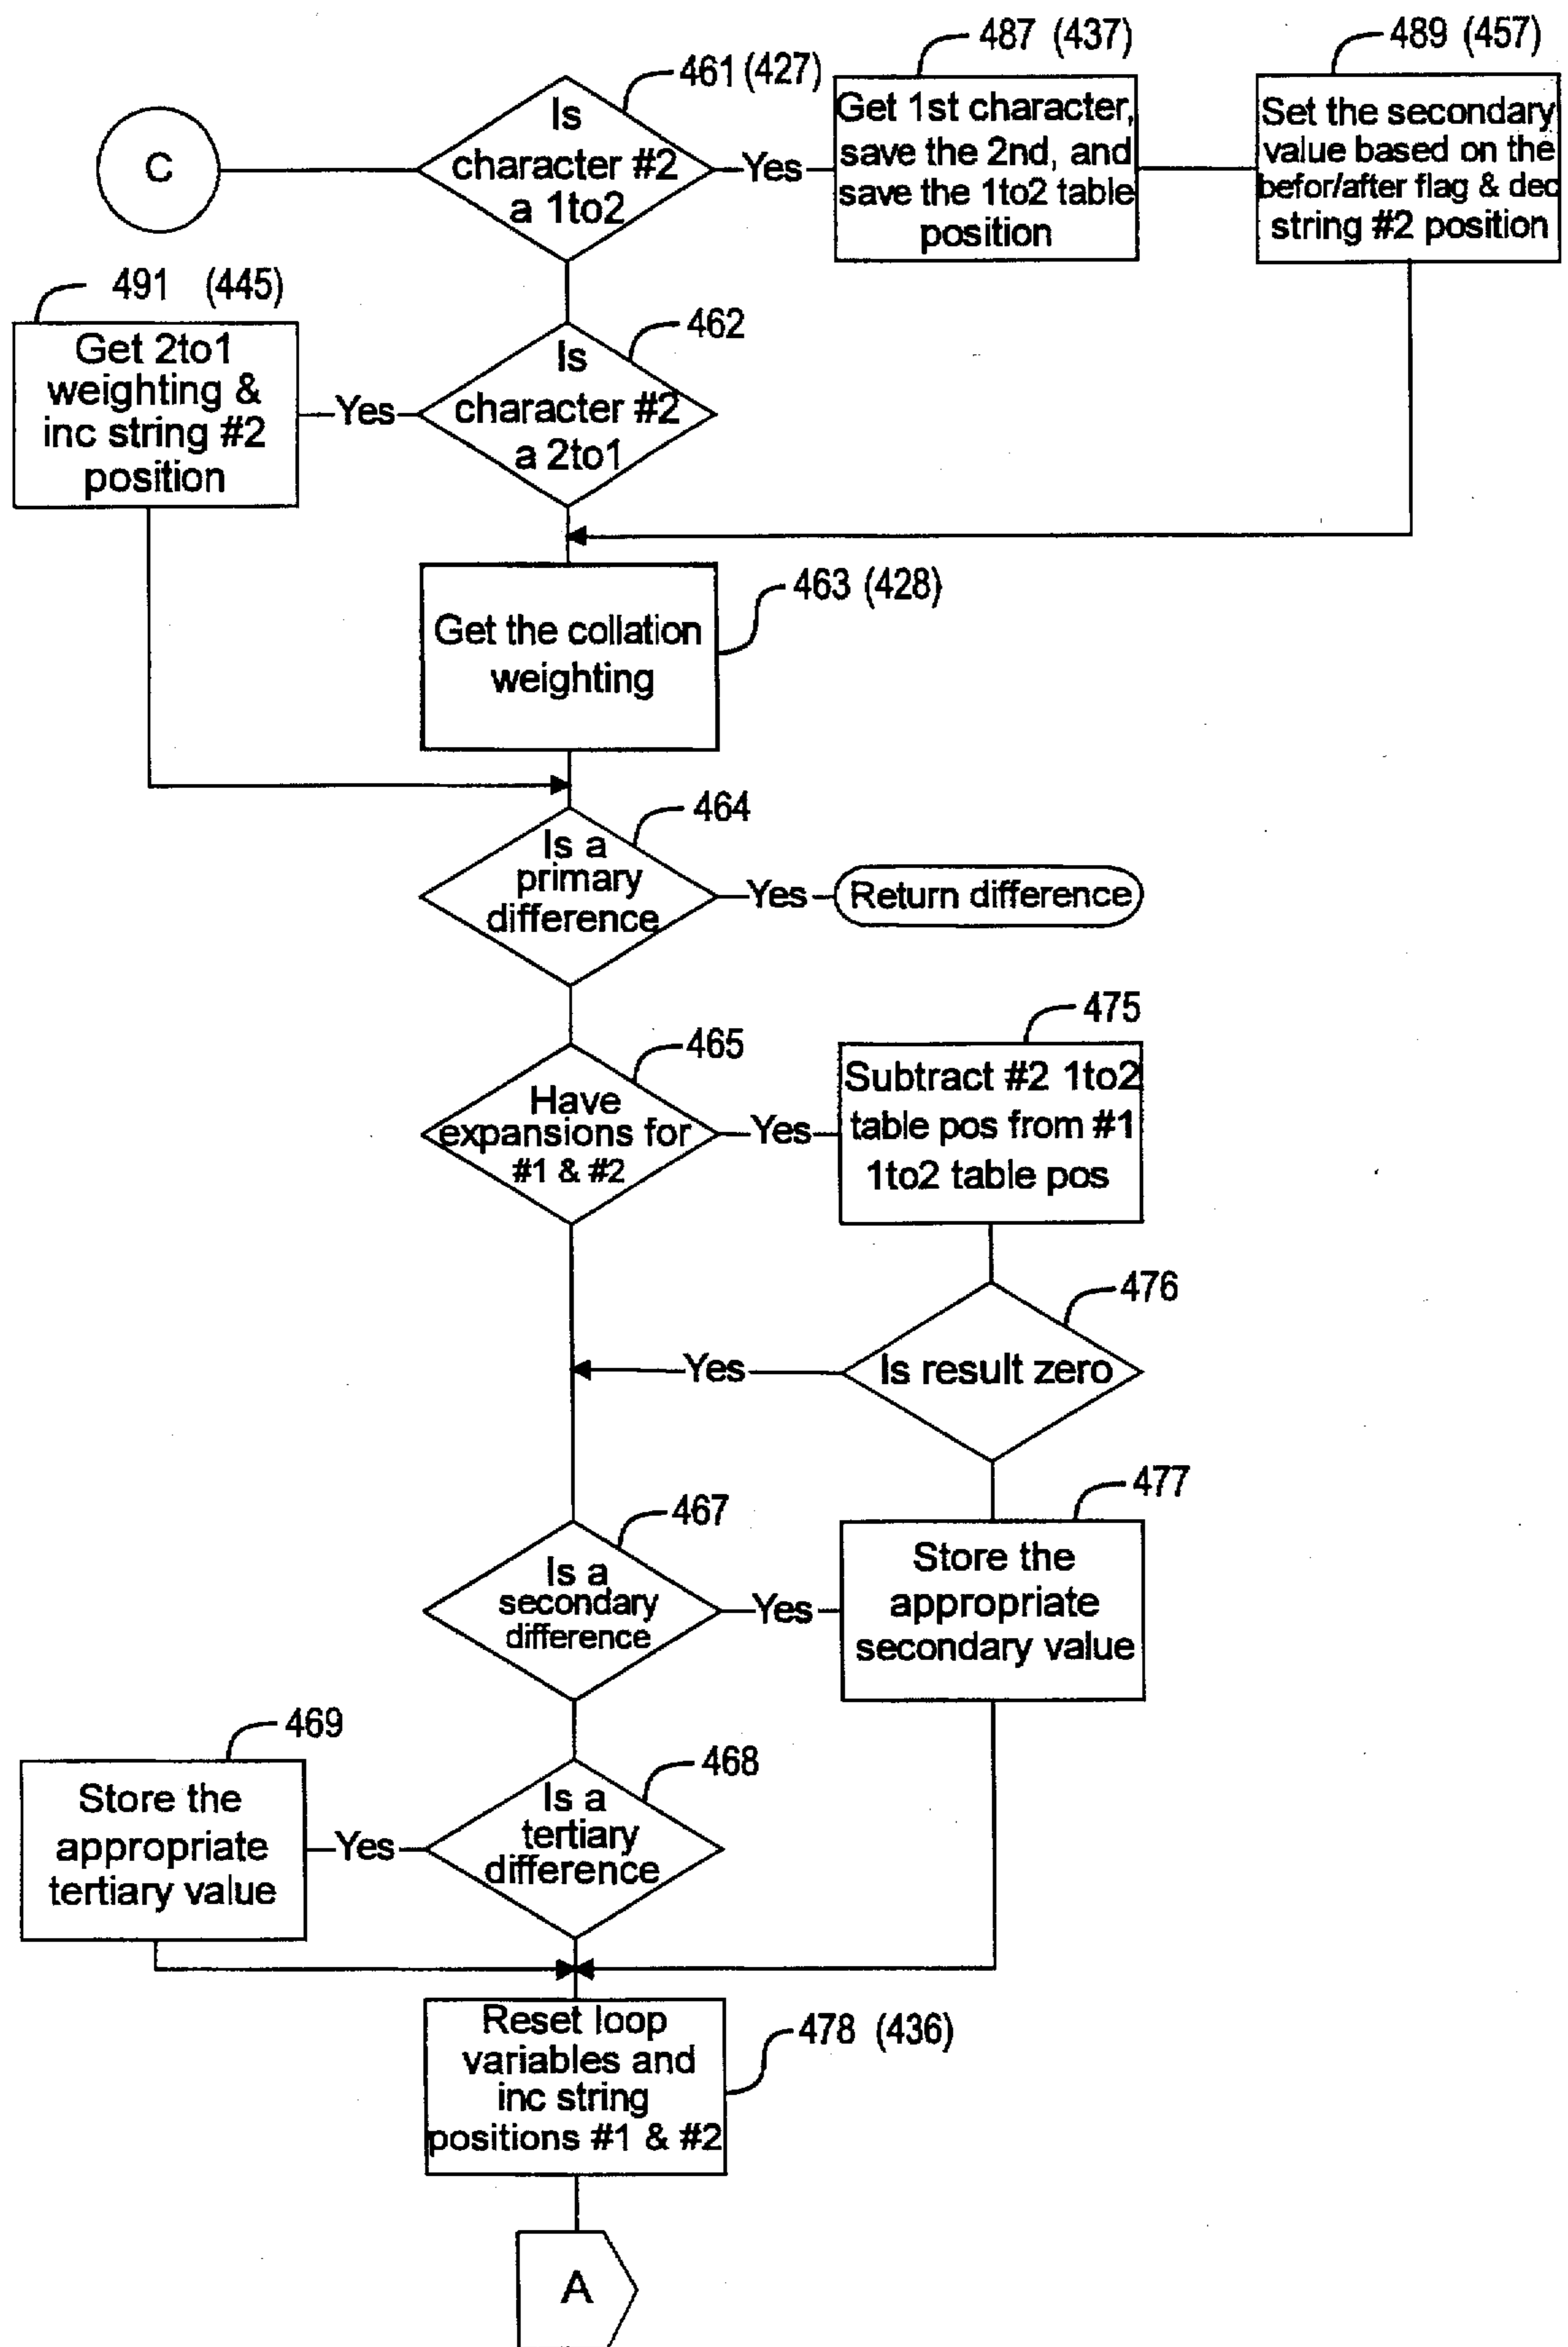 C
461 (427)
Is
character #2
a 1to2
Yes
487 (437)
Get 1st character,
save the 2nd, and
save the 1to2 table
position
489 (457)
Set the secondary
value based on the
befor/after flag & dec
string #2 position
491 (445)
Get 2to1
weighting &
inc string #2
position
Yes
462
Is
character #2
a 2to1
463 (428)
Get the collation
weighting
464
Is a
primary
difference
Yes
Return difference
465
Have
expansions for
#1 & #2
Yes
475
Subtract #2 1to2
table pos from #1
1to2 table pos
476
Is result zero
Yes
467
Is a
secondary
difference
Yes
477
Store the
appropriate
secondary value
469
Store the
appropriate
tertiary value
Yes
468
Is a
tertiary
difference
478 (436)
Reset loop
variables and
inc string
positions #1 & #2
A